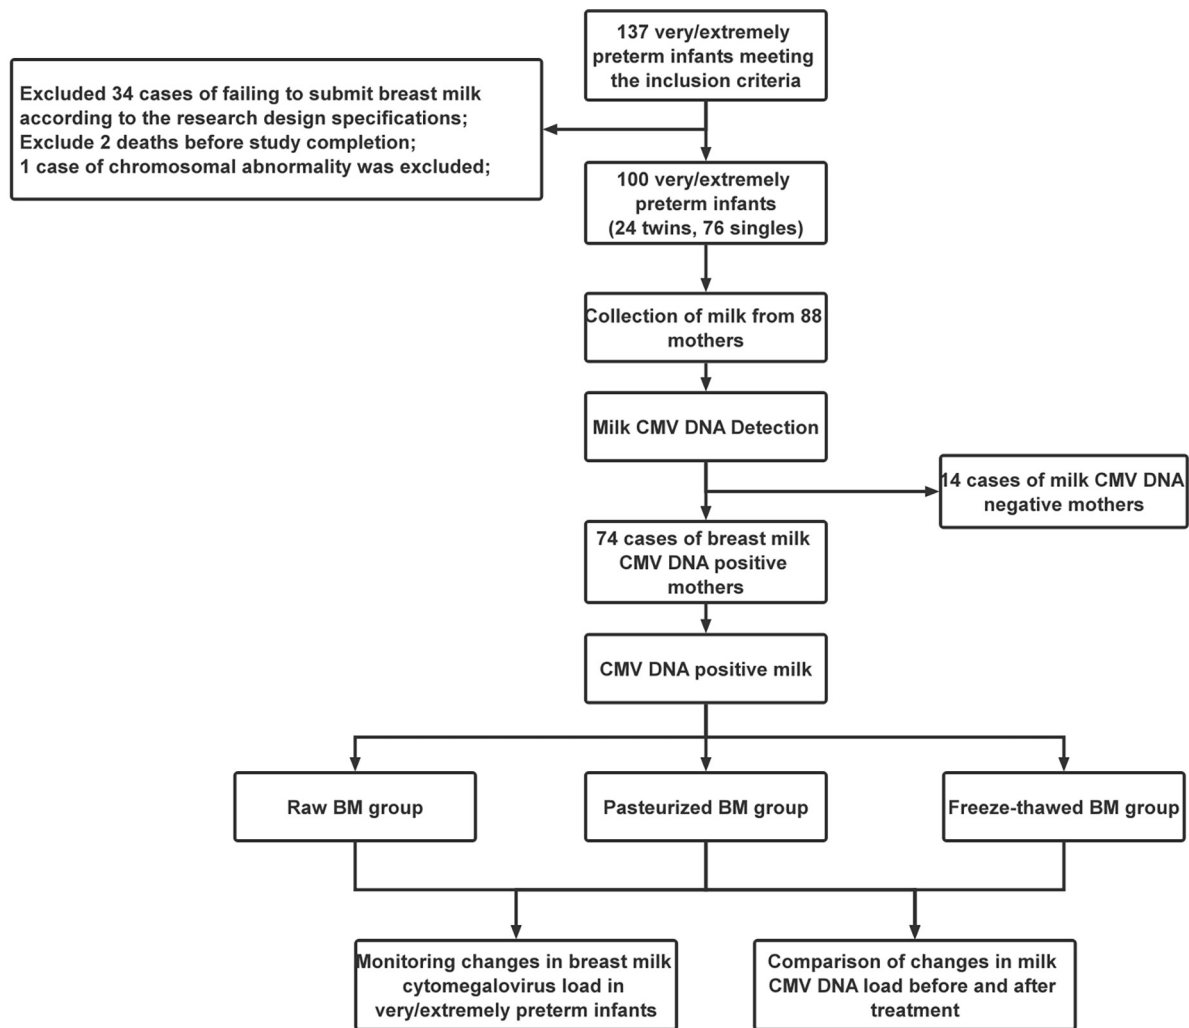 137 very/extremely
preterm infants meeting
the inclusion criteria
Excluded 34 cases of failing to submit breast milk
according to the research design specifications;
Exclude 2 deaths before study completion;
1 case of chromosomal abnormality was excluded;
100 very/extremely
preterm infants
(24 twins, 76 singles)
Collection of milk from 88
mothers
Milk CMV DNA Detection
14 cases of milk CMV DNA
negative mothers
74 cases of breast milk
CMV DNA positive
mothers
CMV DNA positive milk
Raw BM group
Pasteurized BM group
Freeze-thawed BM group
Monitoring changes in breast milk
cytomegalovirus load in
very/extremely preterm infants
Comparison of changes in milk
CMV DNA load before and after
treatment